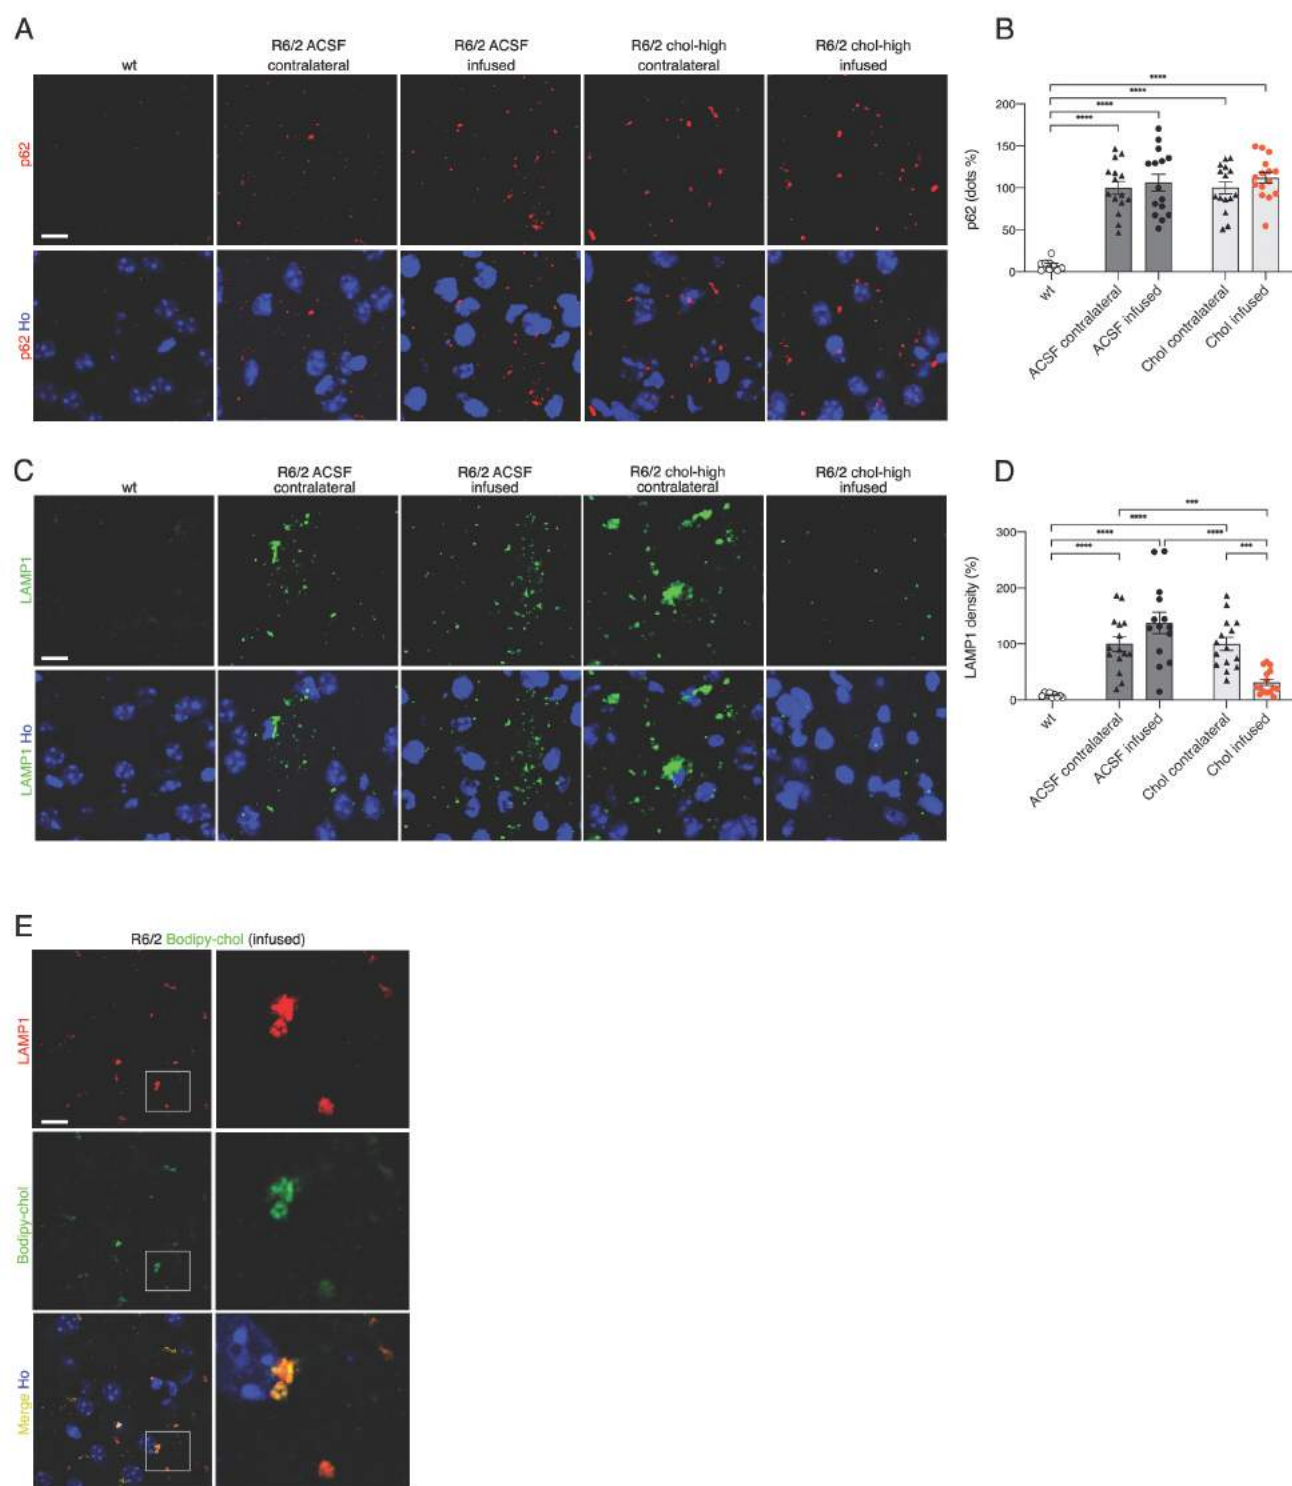 A
wt
R6/2 ACSF
contralateral
R6/2 ACSF
infused
R6/2 chol-high
contralateral
R6/2 chol-high
infused
p62
p62 Ho
B
p62 (dots %)
200
150
100
50
0
****
****
****
****
wt
ACSF contralateral
ACSF infused
Chol contralateral
Chol infused
C
wt
R6/2 ACSF
contralateral
R6/2 ACSF
infused
R6/2 chol-high
contralateral
R6/2 chol-high
infused
LAMP1
LAMP1 Ho
D
LAMP1 density (%)
300
200
100
0
***
****
****
****
****
***
wt
ACSF contralateral
ACSF infused
Chol contralateral
Chol infused
E
R6/2 Bodipy-chol (infused)
LAMP1
Bodipy-chol
Merge Ho